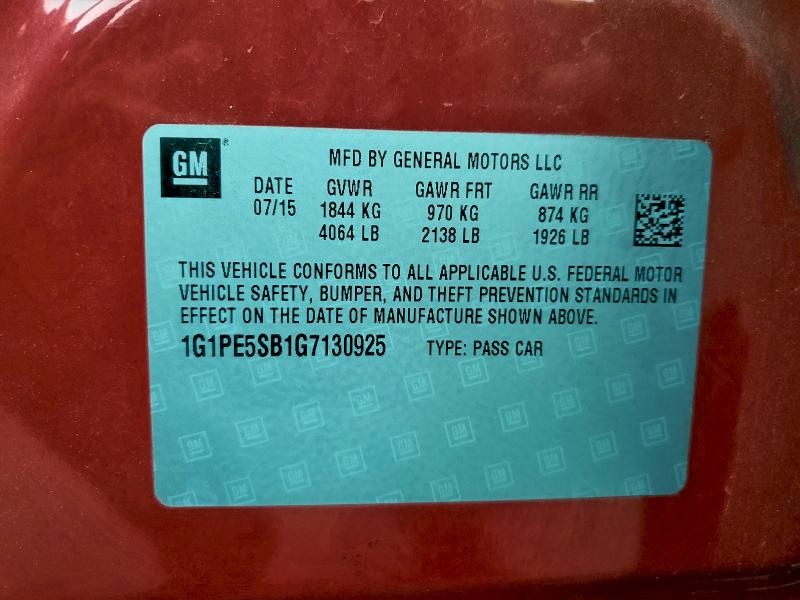 GM
MFD BY GENERAL MOTORS LLC
DATE GVWR GAWR FRT GAWR RR
07/15 1844 KG 970 KG 874 KG
4064 LB 2138 LB 1926 LB
THIS VEHICLE CONFORMS TO ALL APPLICABLE U.S. FEDERAL MOTOR
VEHICLE SAFETY, BUMPER, AND THEFT PREVENTION STANDARDS IN
EFFECT ON THE DATE OF MANUFACTURE SHOWN ABOVE.
1G1PE5SB1G7130925 TYPE: PASS CAR